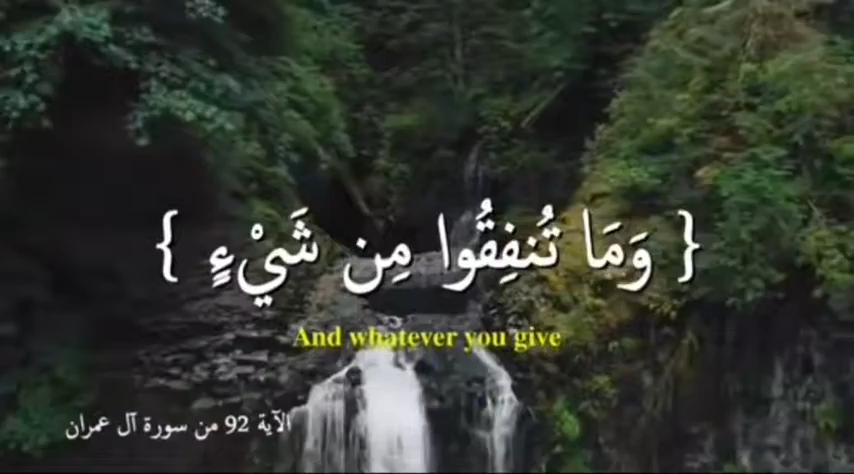 { وَمَا تُنفِقُوا مِن شَيْءٍ }
And whatever you give
الآية 92 من سورة آل عمران